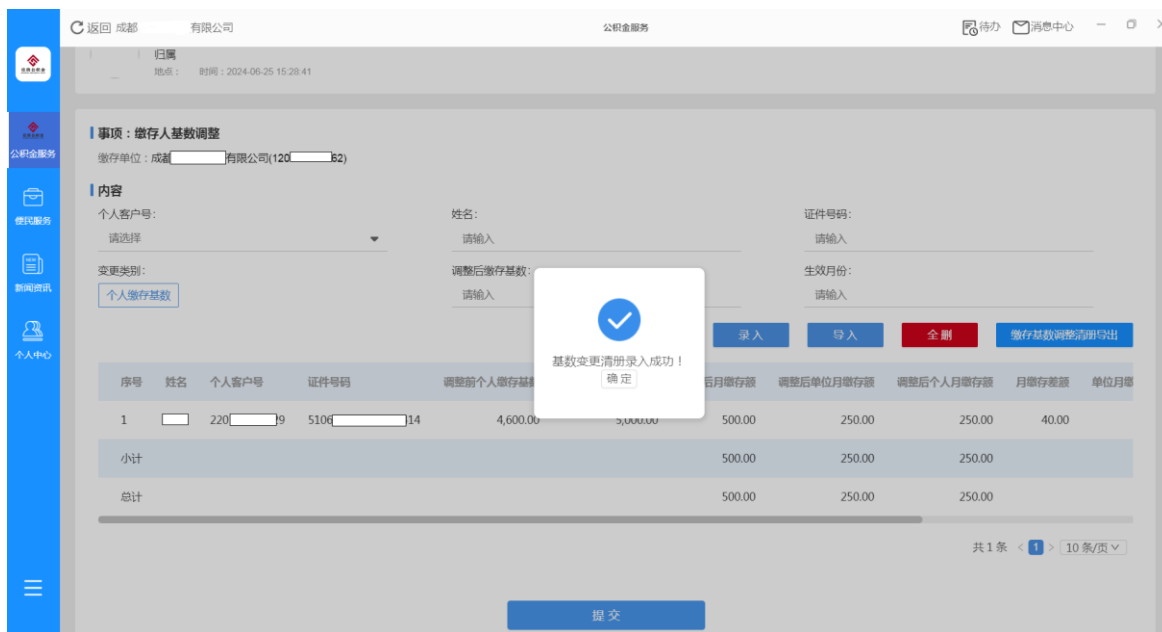 返回 成都 有限公司
公积金服务
待办 消息中心
归属
地点： 时间：2024-06-25 15:28:41
公积金服务
便民服务
新闻资讯
个人中心
事项：缴存人基数调整
缴存单位：成都 有限公司(120 62)
内容
个人客户号: 姓名: 证件号码:
请选择 请输入 请输入
变更类别: 调整后缴存基数: 生效月份:
个人缴存基数 请输入 请输入
录入 导入 全删 缴存基数调整清册导出
基数变更清册录入成功！
确定
序号 姓名 个人客户号 证件号码 调整前个人缴存基数 后月缴存额 调整后单位月缴存额 调整后个人月缴存额 月缴存差额 单位月缴
1 220 9 5106 14 4,600.00 5,000.00 500.00 250.00 250.00 40.00
小计 500.00 250.00 250.00
总计 500.00 250.00 250.00
共1条 < 1 > 10条/页
提交